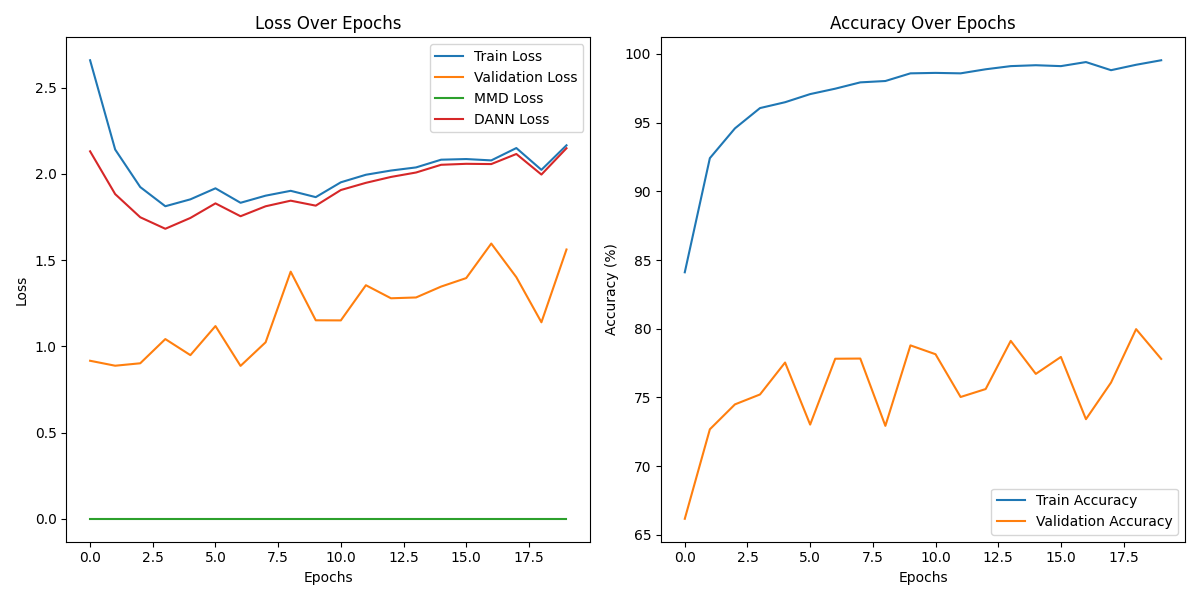 Loss Over Epochs
Train Loss
Validation Loss
MMD Loss
DANN Loss
2.5
2.0
1.5
1.0
0.5
0.0
Loss
0.0 2.5 5.0 7.5 10.0 12.5 15.0 17.5
Epochs
Accuracy Over Epochs
100
95
90
85
80
75
70
65
Accuracy (%)
Train Accuracy
Validation Accuracy
0.0 2.5 5.0 7.5 10.0 12.5 15.0 17.5
Epochs